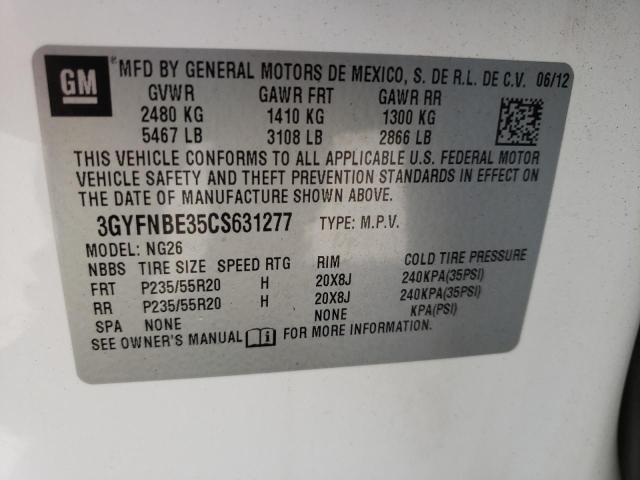 GM
MFD BY GENERAL MOTORS DE MEXICO, S. DE R.L. DE C.V. 06/12
GVWR GAWR FRT GAWR RR
2480 KG 1410 KG 1300 KG
5467 LB 3108 LB 2866 LB
THIS VEHICLE CONFORMS TO ALL APPLICABLE U.S. FEDERAL MOTOR
VEHICLE SAFETY AND THEFT PREVENTION STANDARDS IN EFFECT ON
THE DATE OF MANUFACTURE SHOWN ABOVE.
3GYFNBE35CS631277 TYPE: M.P.V.
MODEL: NG26
NBBS TIRE SIZE SPEED RTG RIM COLD TIRE PRESSURE
FRT P235/55R20 H 20X8J 240KPA(35PSI)
RR P235/55R20 H 20X8J 240KPA(35PSI)
SPA NONE NONE KPA(PSI)
SEE OWNER'S MANUAL FOR MORE INFORMATION.